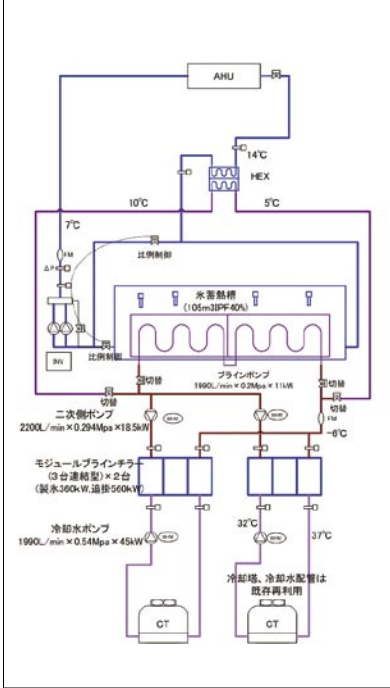 AHU
14℃
HEX
10℃
5℃
7℃
FM
比例制御
ΔP
氷蓄熱槽
(105m3IPF40%)
INV
比例制御
切替
ブラインポンプ
1990L/min×0.2Mpa×11kW
切替
切替
切替
二次側ポンプ
2200L/min×0.294Mpa×18.5kW
FM
-6℃
モジュールブラインチラー
(3台連結型)×2台
(製氷360kW,追掛560kW)
冷却水ポンプ
1990L/min×0.54Mpa×45kW
32℃
37℃
冷却塔、冷却水配管は
既存再利用
CT
CT